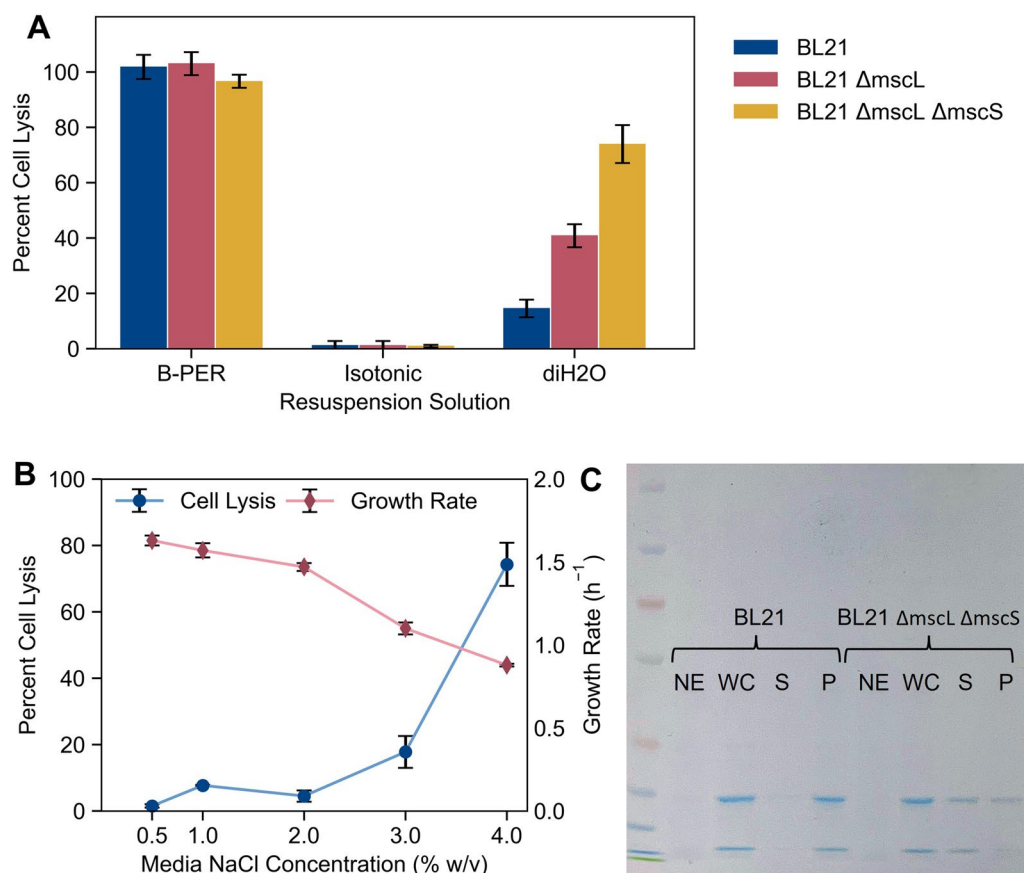 A
100
80
60
40
20
0
Percent Cell Lysis
B-PER
Isotonic
diH2O
Resuspension Solution
BL21
BL21 ΔmscL
BL21 ΔmscL ΔmscS
B
100
80
60
40
20
0
Percent Cell Lysis
Cell Lysis
Growth Rate
2.0
1.5
1.0
0.5
0.0
Growth Rate (h⁻¹)
0.5 1.0 2.0 3.0 4.0
Media NaCl Concentration (% w/v)
C
BL21 BL21 ΔmscL ΔmscS
NE WC S P NE WC S P